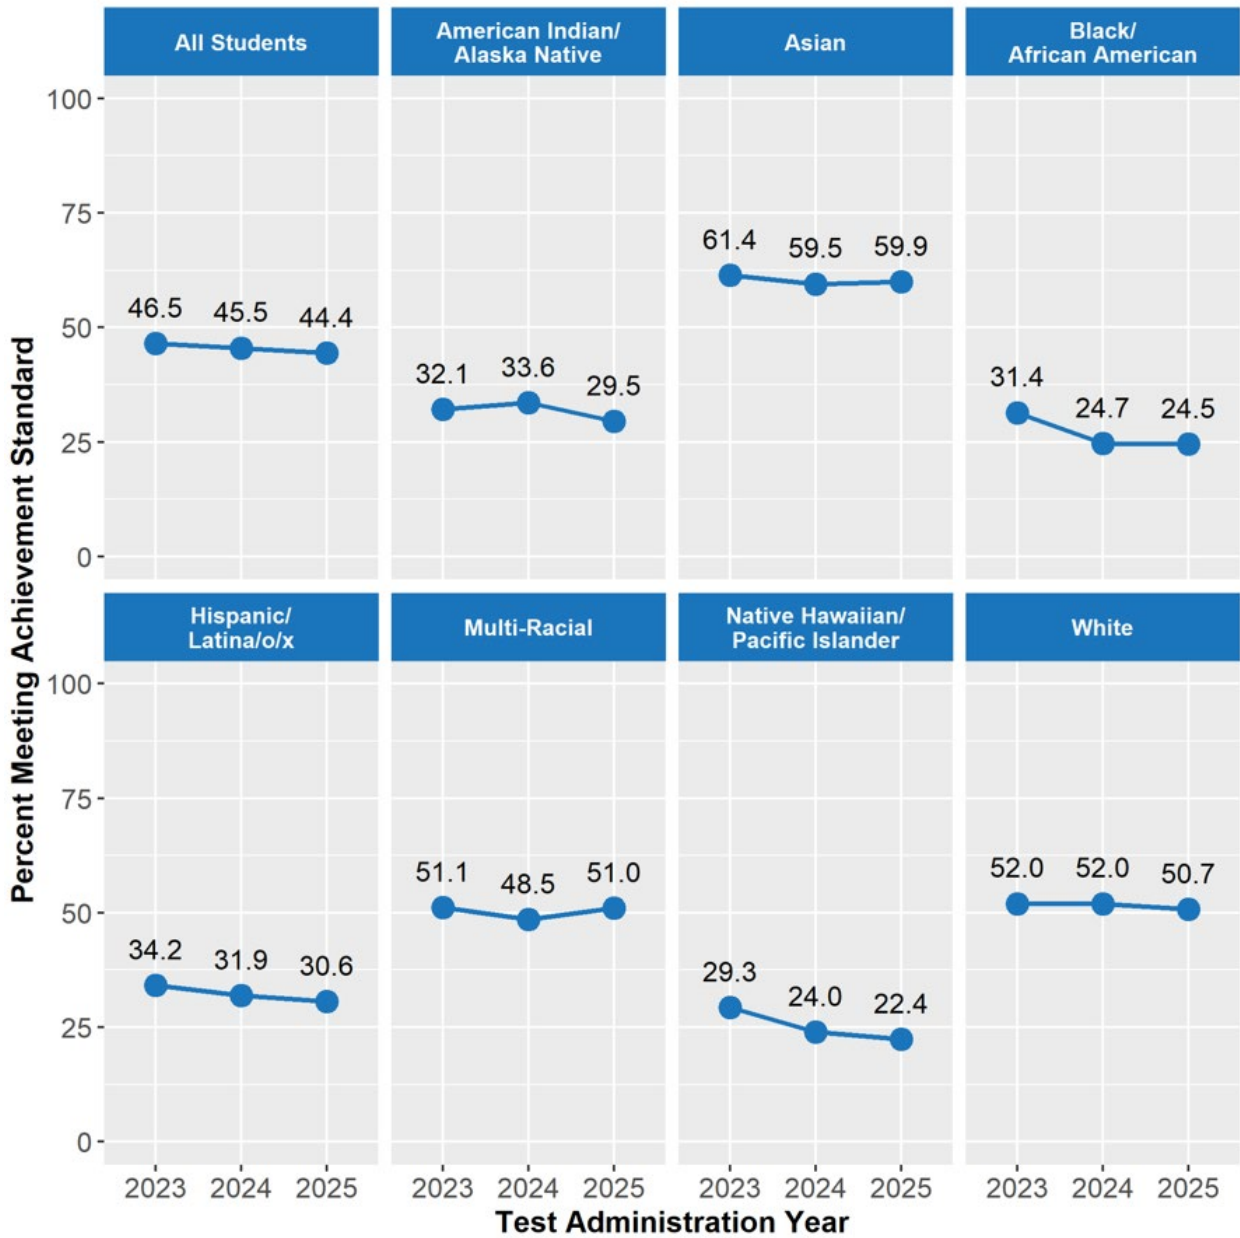 All Students
American Indian/
Alaska Native
Asian
Black/
African American
100
75
50
25
0
46.5 45.5 44.4
32.1 33.6 29.5
61.4 59.5 59.9
31.4 24.7 24.5
Percent Meeting Achievement Standard
Hispanic/
Latina/o/x
Multi-Racial
Native Hawaiian/
Pacific Islander
White
100
75
50
25
0
34.2 31.9 30.6
51.1 48.5 51.0
29.3 24.0 22.4
52.0 52.0 50.7
2023 2024 2025
2023 2024 2025
2023 2024 2025
2023 2024 2025
Test Administration Year